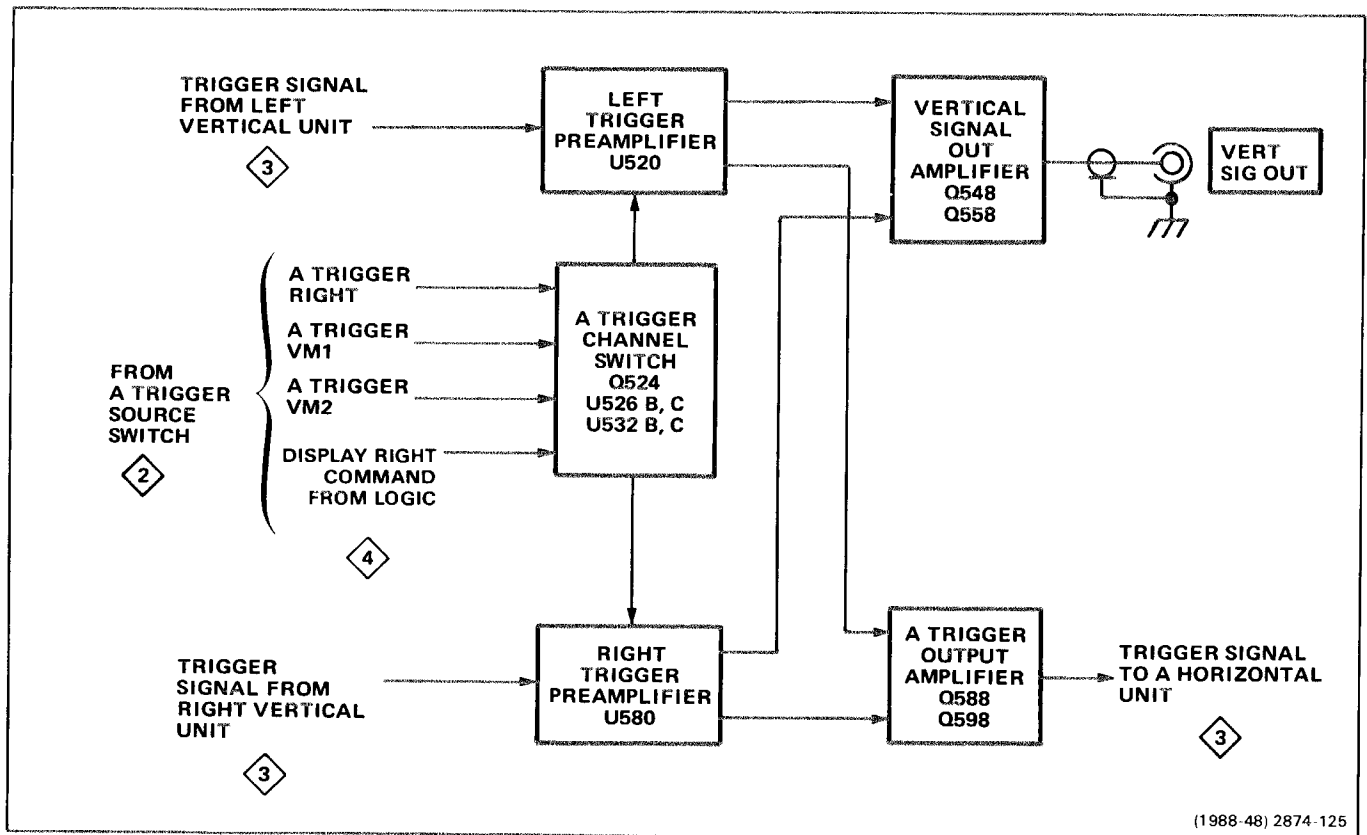 TRIGGER SIGNAL
FROM LEFT
VERTICAL UNIT
3
LEFT
TRIGGER
PREAMPLIFIER
U520
VERTICAL
SIGNAL
OUT
AMPLIFIER
Q548
Q558
VERT
SIG OUT
FROM
A TRIGGER
SOURCE
SWITCH
2
A TRIGGER
RIGHT
A TRIGGER
VM1
A TRIGGER
VM2
DISPLAY RIGHT
COMMAND
FROM LOGIC
4
A TRIGGER
CHANNEL
SWITCH
Q524
U526 B, C
U532 B, C
TRIGGER
SIGNAL FROM
RIGHT VERTICAL
UNIT
3
RIGHT
TRIGGER
PREAMPLIFIER
U580
A TRIGGER
OUTPUT
AMPLIFIER
Q588
Q598
TRIGGER SIGNAL
TO A HORIZONTAL
UNIT
3
(1988-48) 2874-125